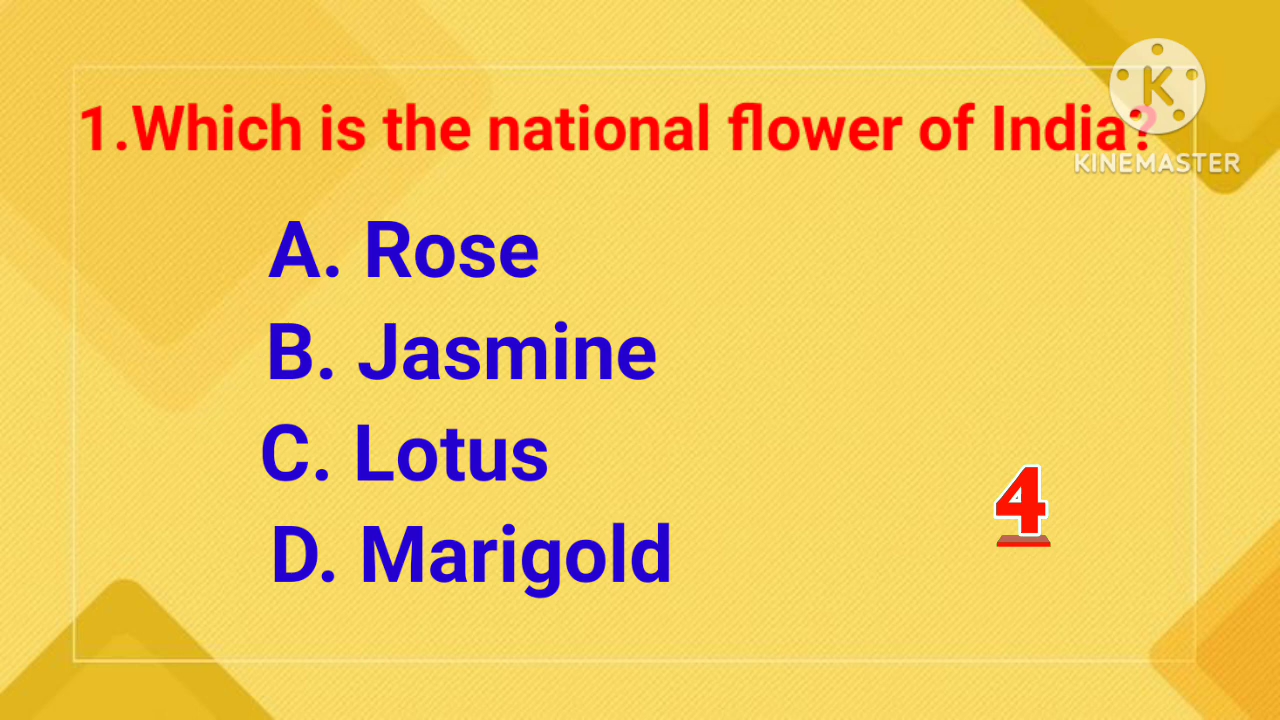 1.Which is the national flower of India?
KINEMASTER
A. Rose
B. Jasmine
C. Lotus
D. Marigold
4